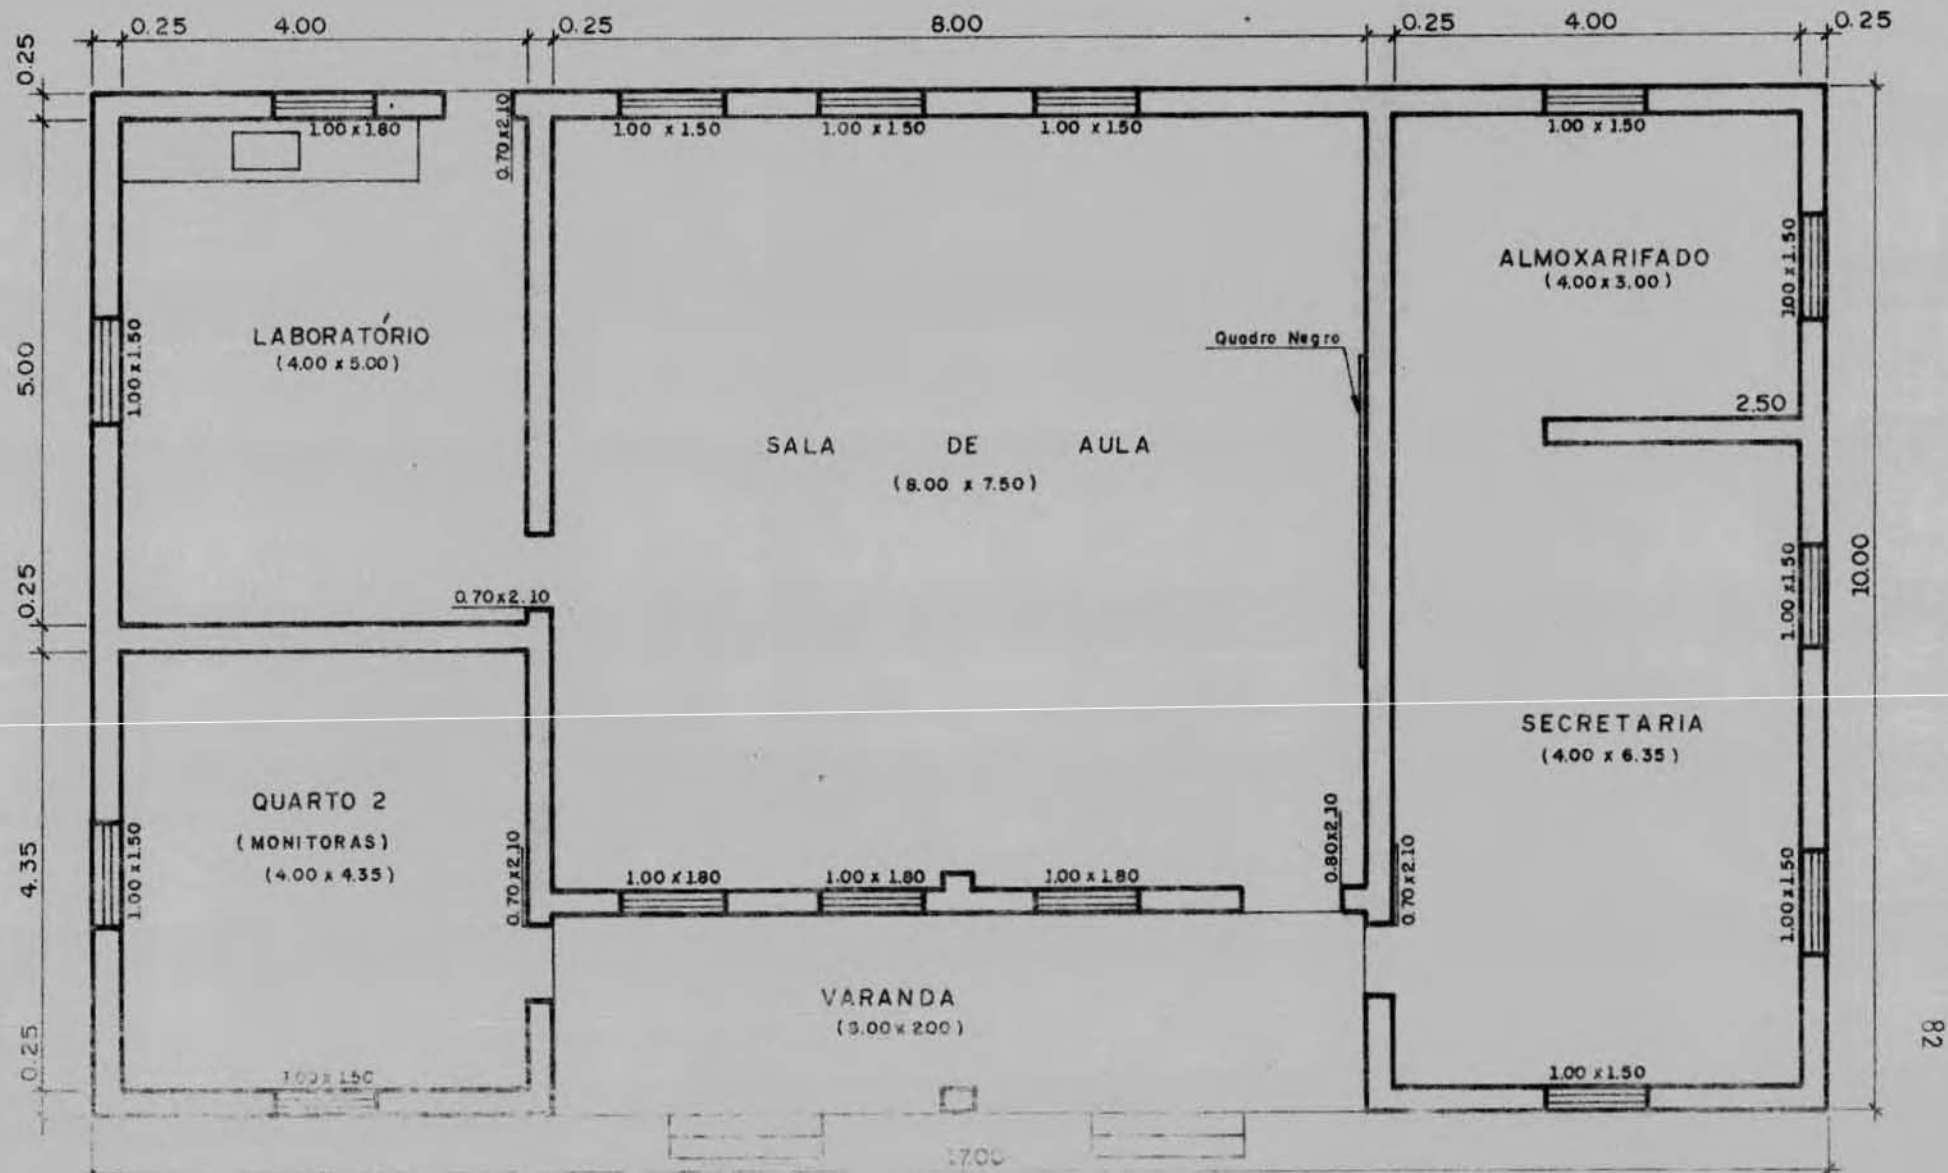 0.25 4.00 0.25 8.00 0.25 4.00 0.25
0.25
1.00 x 1.80
0.70 x 2.10
1.00 x 1.50
1.00 x 1.50
1.00 x 1.50
1.00 x 1.50
5.00
1.00 x 1.50
LABORATÓRIO
(4.00 x 5.00)
SALA DE AULA
(8.00 x 7.50)
Quadro Negro
ALMOXARIFADO
(4.00 x 3.00)
1.00 x 1.50
2.50
0.25
0.70 x 2.10
1.00 x 1.50
10.00
SECRETARIA
(4.00 x 6.35)
QUARTO 2
(MONITORAS)
(4.00 x 4.35)
4.35
1.00 x 1.50
0.70 x 2.10
1.00 x 1.80
1.00 x 1.80
1.00 x 1.80
0.80 x 2.10
0.70 x 2.10
1.00 x 1.50
VARANDA
0.25
1.00 x 1.50
1.00 x 1.50
17.00
82